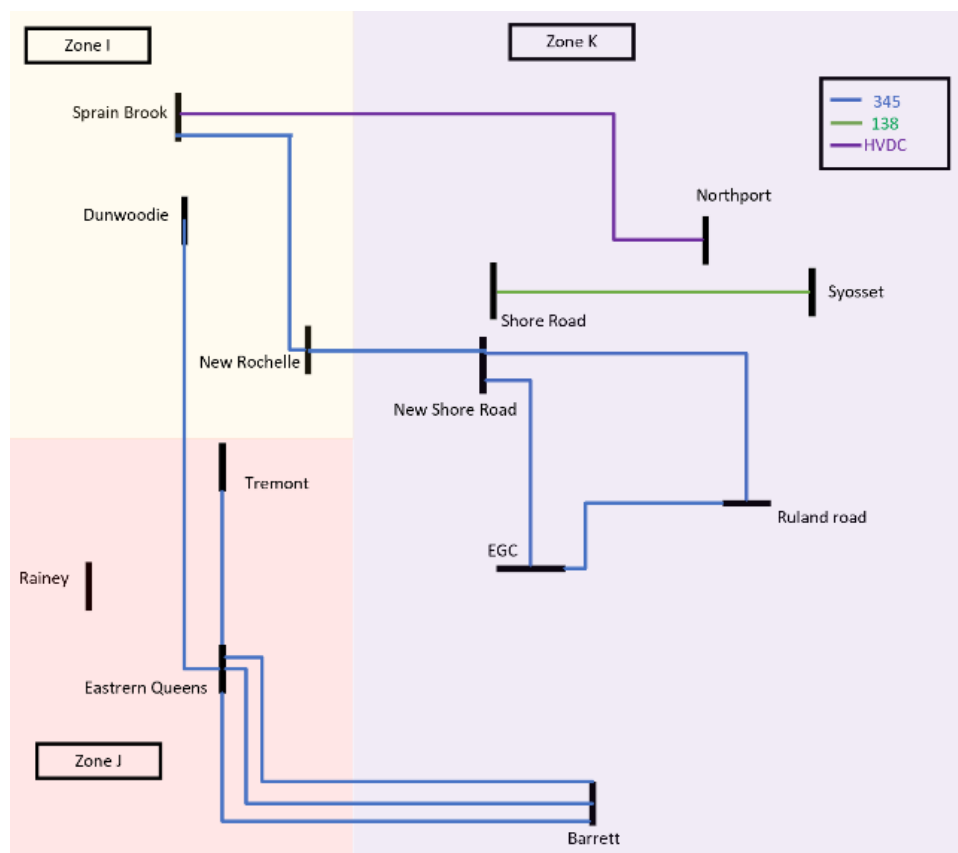 Zone I
Zone K
Sprain Brook
345
138
HVDC
Northport
Dunwoodie
Syosset
Shore Road
New Rochelle
New Shore Road
Tremont
Ruland road
EGC
Rainey
Eastrern Queens
Zone J
Barrett